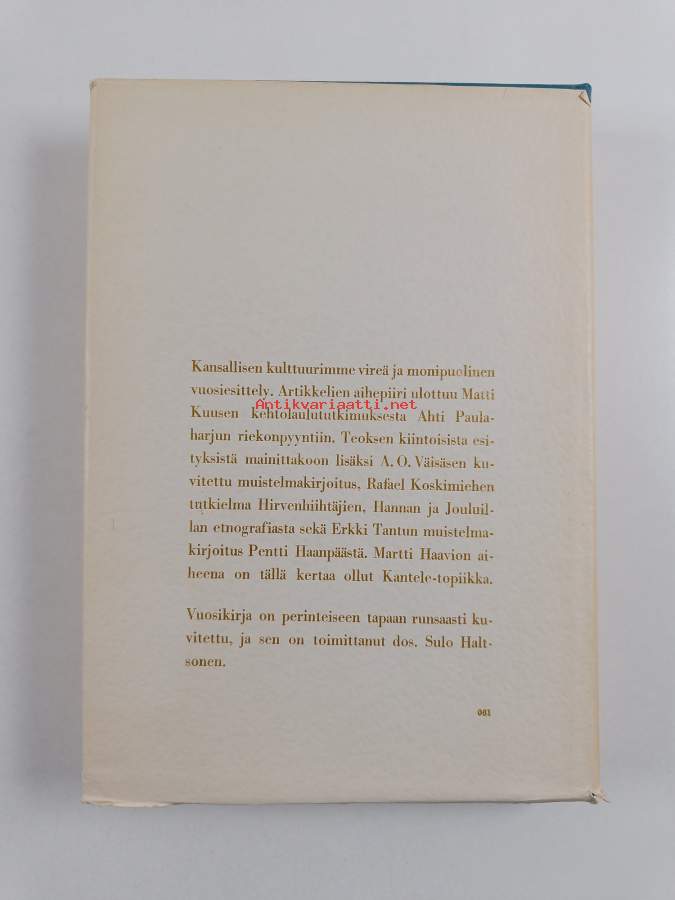 Kansallisen kulttuurimme vireä ja monipuolinen
vuosiesittely. Artikkelien aihepiiri ulottuu Matti
Antikvariaatti.net
Kuusen kehtolaulututkimuksesta Ahti Paula-
harjun riekonpyyntiin. Teoksen kiintoisista esi-
tyksistä mainittakoon lisäksi A. O. Väisäsen ku-
vitettu muistelmakirjoitus, Rafael Koskimiehen
tutkielma Hirvenhiihtäjien, Hannan ja Jouluil-
lan etnografiasta sekä Erkki Tantun muistelma-
kirjoitus Pentti Haanpäästä. Martti Haavion ai-
heena on tällä kertaa ollut Kantele-topiikka.
Vuosikirja on perinteiseen tapaan runsaasti ku-
vitettu, ja sen on toimittanut dos. Sulo Halt-
sonen.
061